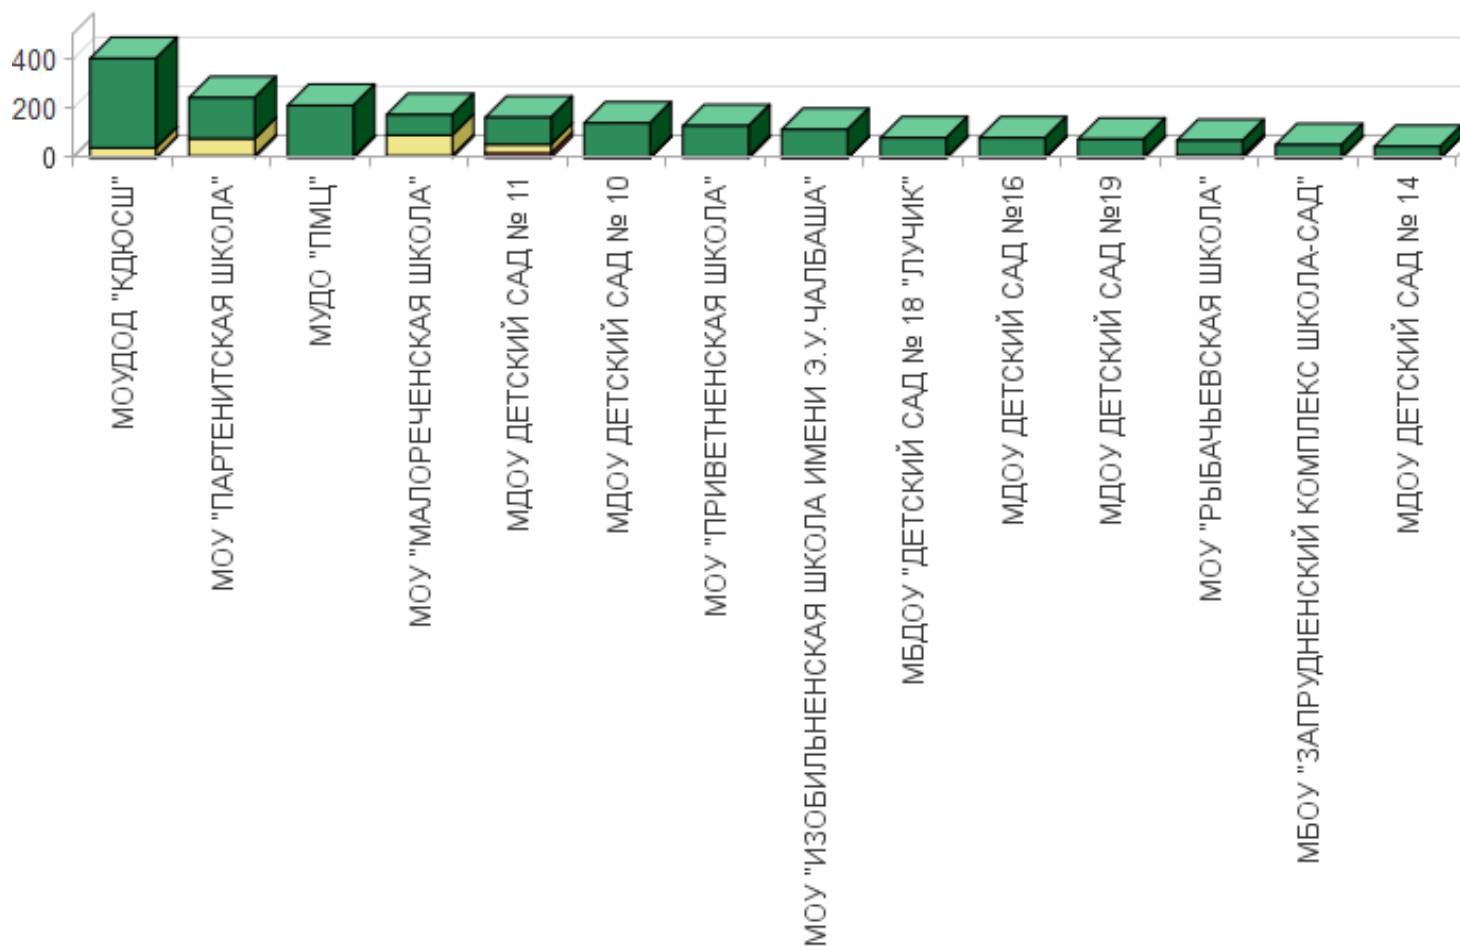 400
200
0
МОУДОД "КДЮСШ"
МОУ "ПАРТЕНИТСКАЯ ШКОЛА"
МУДО "ПМЦ"
МОУ "МАЛОРЕЧЕНСКАЯ ШКОЛА"
МДОУ ДЕТСКИЙ САД № 11
МДОУ ДЕТСКИЙ САД № 10
МОУ "ПРИВЕТНЕНСКАЯ ШКОЛА"
МОУ "ИЗОБИЛЬНЕНСКАЯ ШКОЛА ИМЕНИ Э.У.ЧАЛБАША"
МБДОУ "ДЕТСКИЙ САД № 18 "ЛУЧИК"
МДОУ ДЕТСКИЙ САД №16
МДОУ ДЕТСКИЙ САД №19
МОУ "РЫБАЧЬЕВСКАЯ ШКОЛА"
МБОУ "ЗАПРУДНЕНСКИЙ КОМПЛЕКС ШКОЛА-САД"
МДОУ ДЕТСКИЙ САД № 14